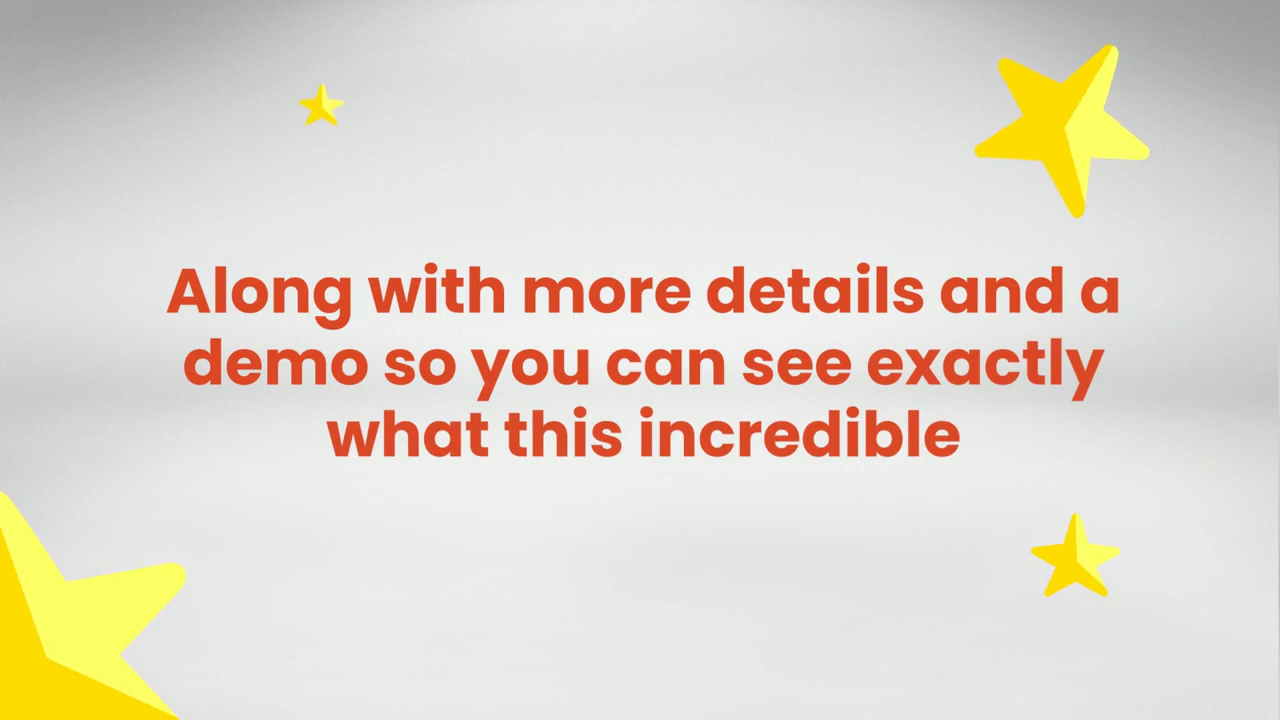 Along with more details and a
demo so you can see exactly
what this incredible